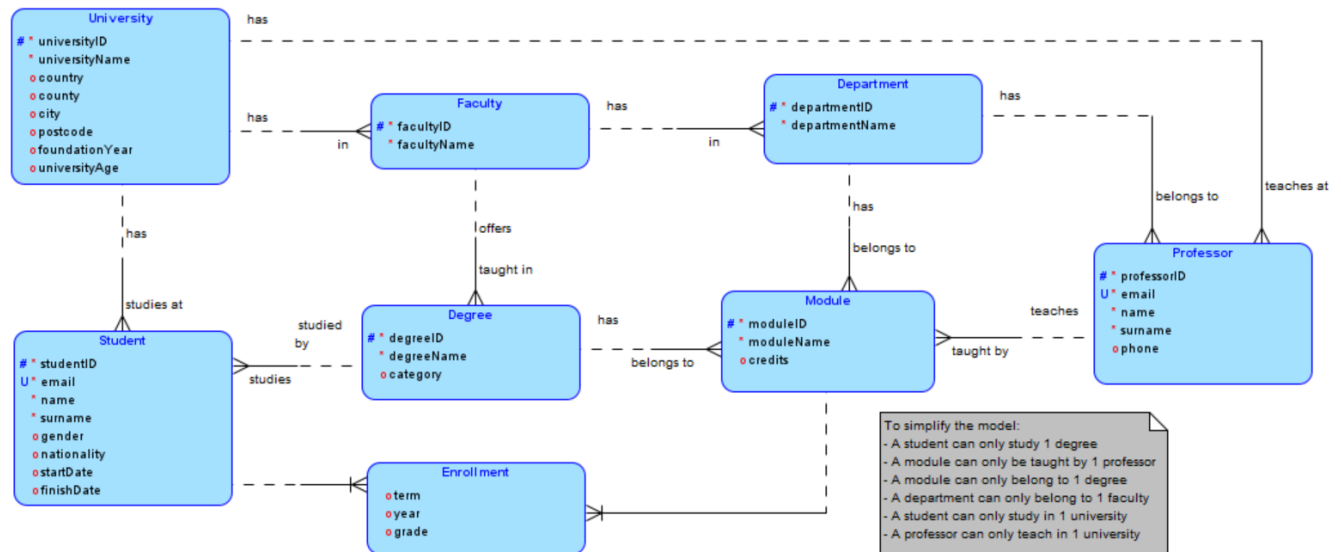 University
# * universityID
* universityName
o country
o county
o city
o postcode
o foundationYear
o universityAge
has
has
in
has
studies at
Faculty
# * facultyID
* facultyName
has
in
offers
taught in
Department
# * departmentID
* departmentName
has
belongs to
teaches at
has
belongs to
Professor
# * professorID
U * email
* name
* surname
o phone
teaches
taught by
Module
# * moduleID
* moduleName
o credits
has
belongs to
Degree
# * degreeID
* degreeName
o category
studied
by
studies
Student
# * studentID
U * email
* name
* surname
o gender
o nationality
o startDate
o finishDate
Enrollment
o term
o year
o grade
To simplify the model:
- A student can only study 1 degree
- A module can only be taught by 1 professor
- A module can only belong to 1 degree
- A department can only belong to 1 faculty
- A student can only study in 1 university
- A professor can only teach in 1 university